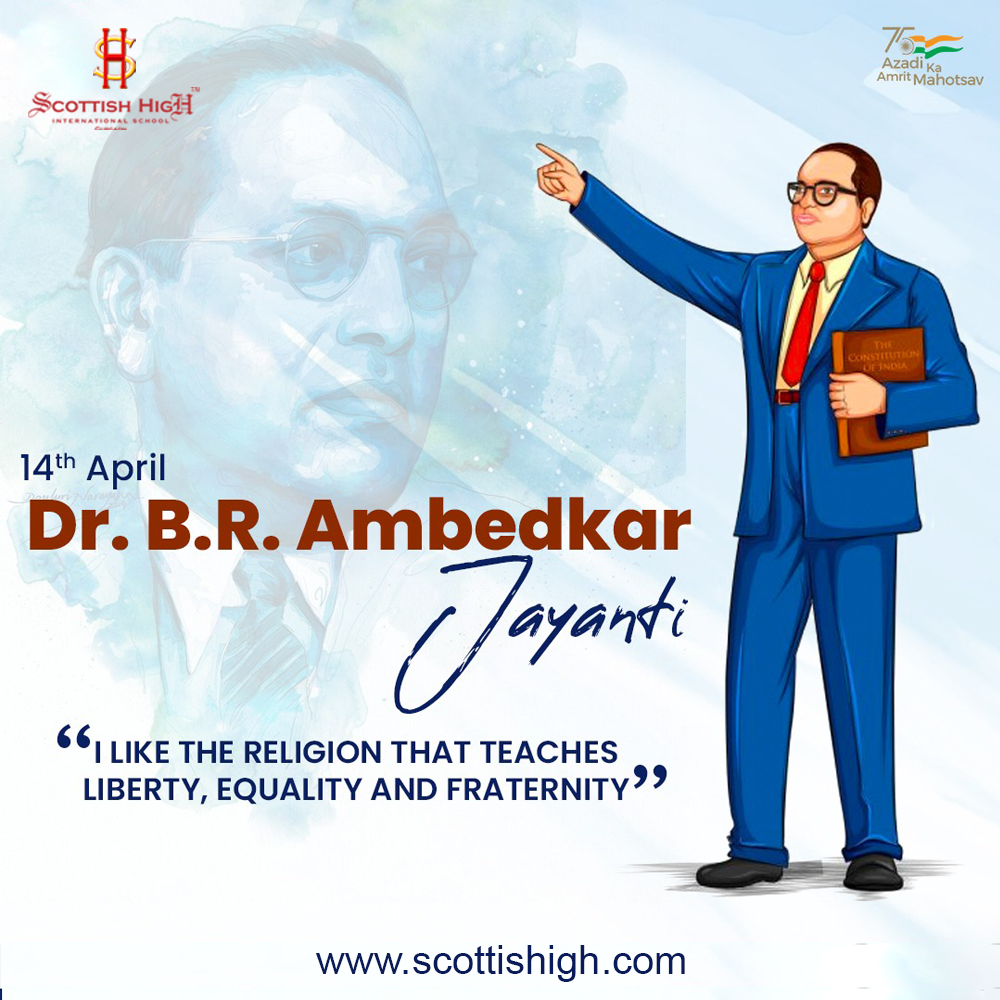 SH
SCOTTISH HIGH™
INTERNATIONAL SCHOOL
75
Azadi
Ka
Amrit
Mahotsav
THE
CONSTITUTION
OF INDIA
14th April
Dr. B.R. Ambedkar
Jayanti
“I LIKE THE RELIGION THAT TEACHES
LIBERTY, EQUALITY AND FRATERNITY”
www.scottishigh.com